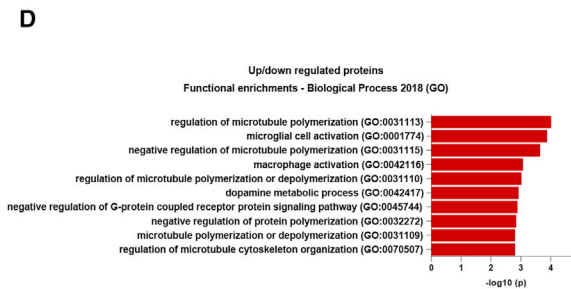 D
Up/down regulated proteins
Functional enrichments - Biological Process 2018 (GO)
regulation of microtubule polymerization (GO:0031113)
microglial cell activation (GO:0001774)
negative regulation of microtubule polymerization (GO:0031115)
macrophage activation (GO:0042116)
regulation of microtubule polymerization or depolymerization (GO:0031110)
dopamine metabolic process (GO:0042417)
negative regulation of G-protein coupled receptor protein signaling pathway (GO:0045744)
negative regulation of protein polymerization (GO:0032272)
microtubule polymerization or depolymerization (GO:0031109)
regulation of microtubule cytoskeleton organization (GO:0070507)
0 1 2 3 4
-log10 (p)